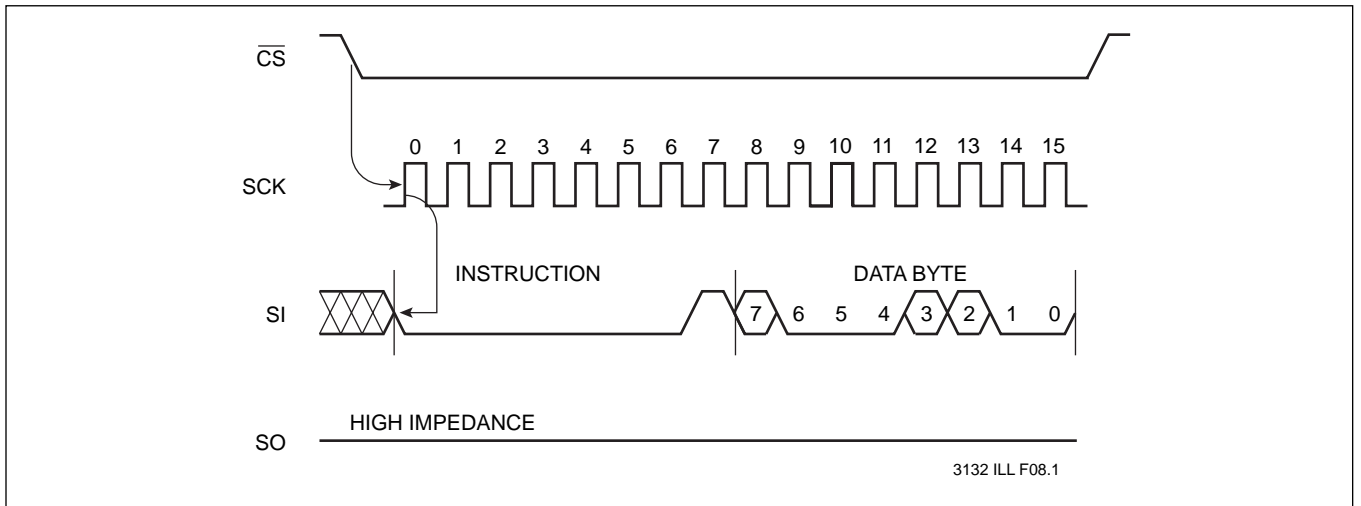 CS
0 1 2 3 4 5 6 7 8 9 10 11 12 13 14 15
SCK
INSTRUCTION DATA BYTE
SI 7 6 5 4 3 2 1 0
HIGH IMPEDANCE
SO
3132 ILL F08.1